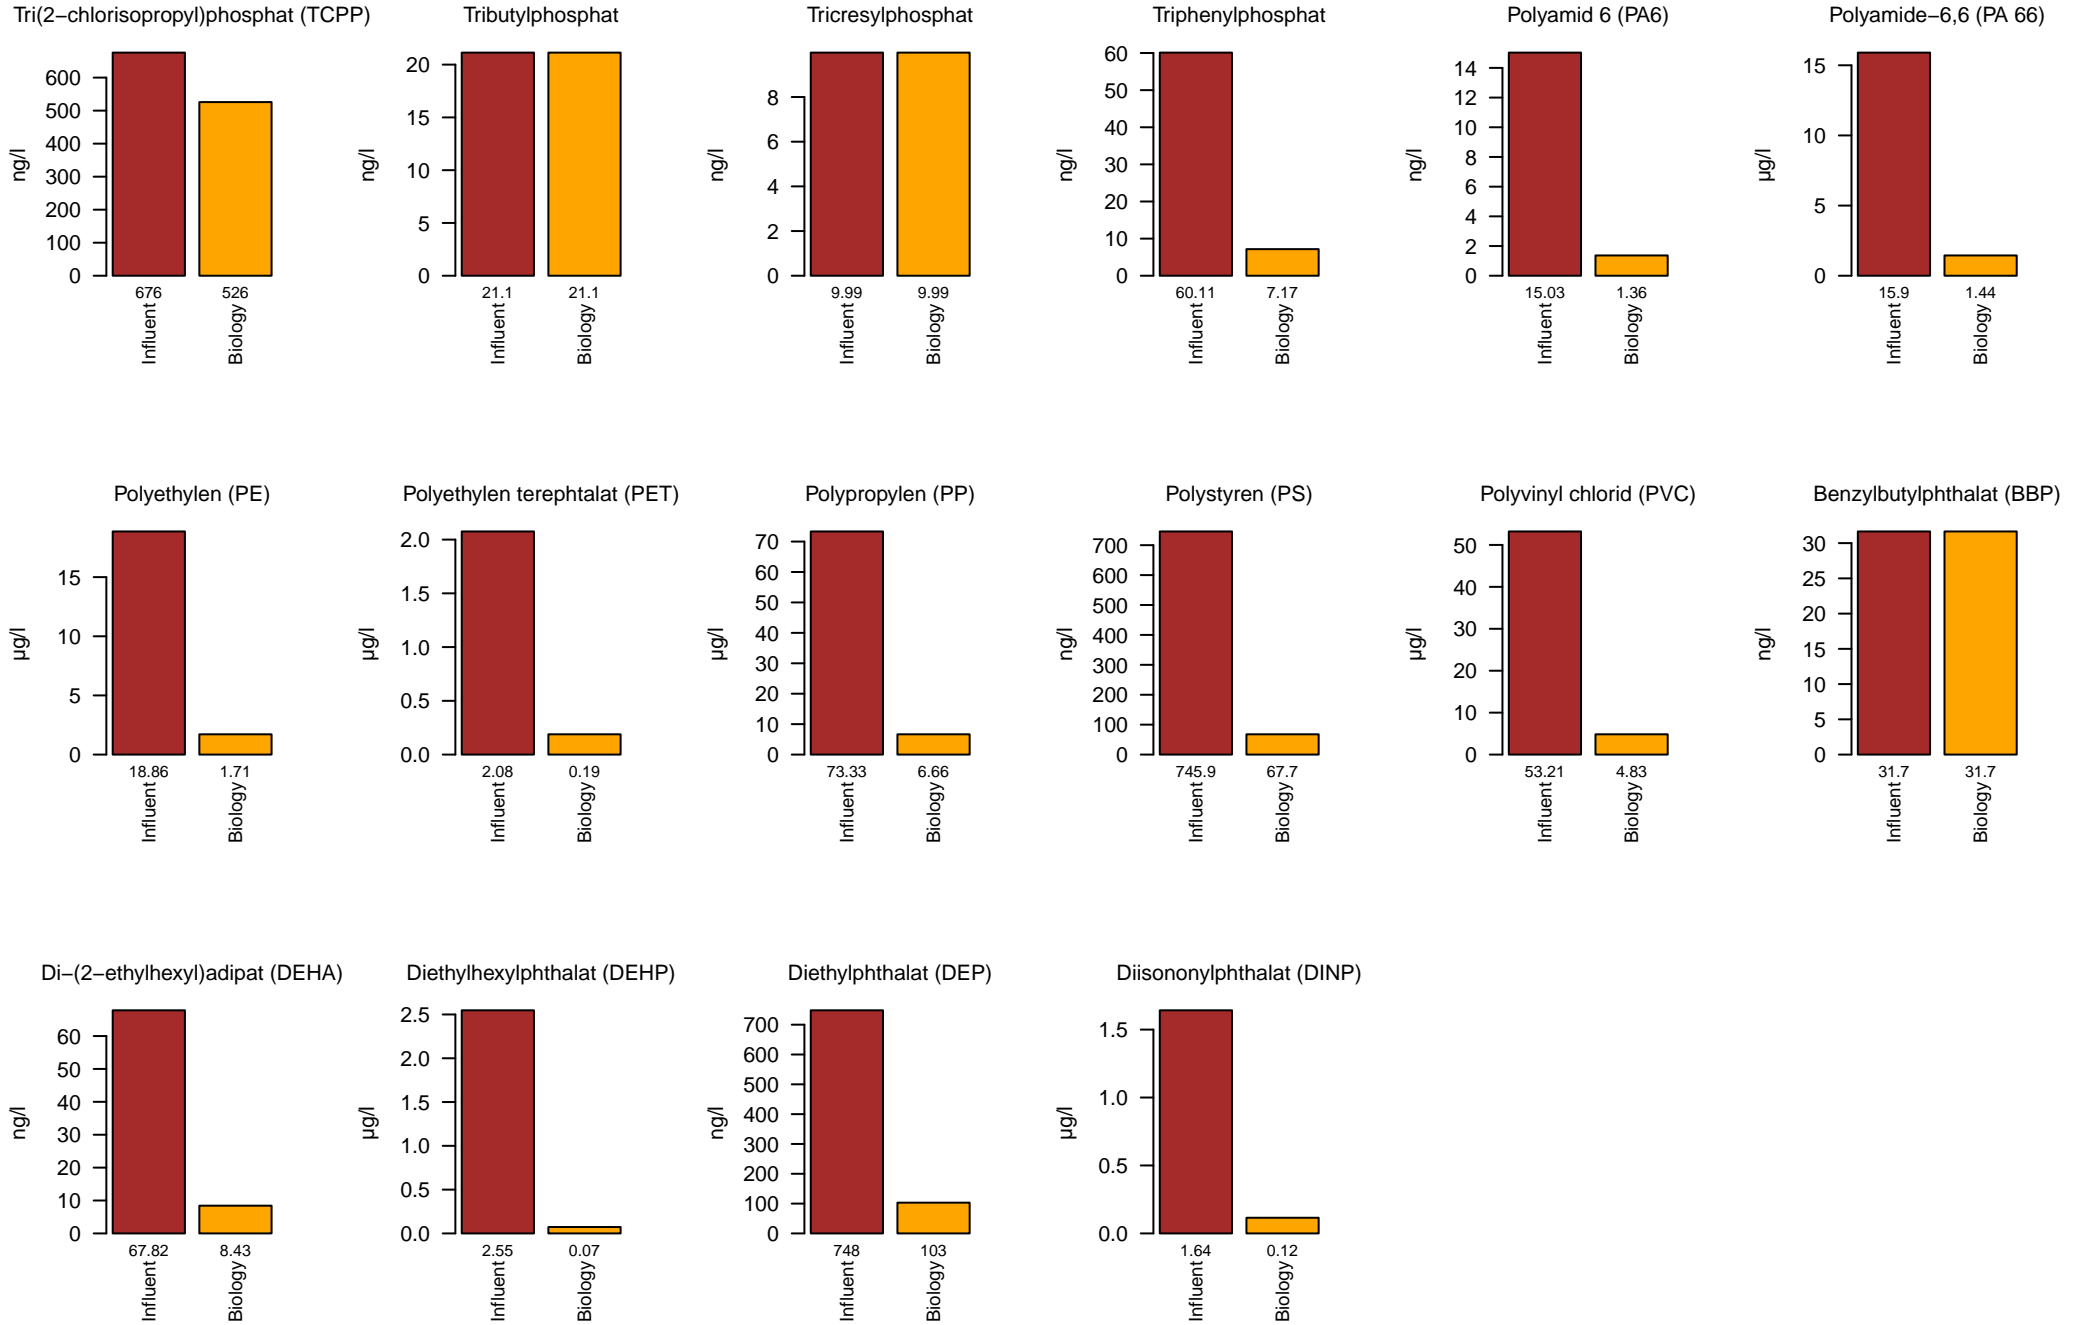 Tri(2−chlorisopropyl)phosphat (TCPP)
ng/l
600
500
400
300
200
100
0
676 526
Influent Biology
Tributylphosphat
ng/l
20
15
10
5
0
21.1 21.1
Influent Biology
Tricresylphosphat
ng/l
8
6
4
2
0
9.99 9.99
Influent Biology
Triphenylphosphat
ng/l
60
50
40
30
20
10
0
60.11 7.17
Influent Biology
Polyamid 6 (PA6)
ng/l
14
12
10
8
6
4
2
0
15.03 1.36
Influent Biology
Polyamide−6,6 (PA 66)
µg/l
15
10
5
0
15.9 1.44
Influent Biology
Polyethylen (PE)
µg/l
15
10
5
0
18.86 1.71
Influent Biology
Polyethylen terephtalat (PET)
µg/l
2.0
1.5
1.0
0.5
0.0
2.08 0.19
Influent Biology
Polypropylen (PP)
µg/l
70
60
50
40
30
20
10
0
73.33 6.66
Influent Biology
Polystyren (PS)
ng/l
700
600
500
400
300
200
100
0
745.9 67.7
Influent Biology
Polyvinyl chlorid (PVC)
µg/l
50
40
30
20
10
0
53.21 4.83
Influent Biology
Benzylbutylphthalat (BBP)
ng/l
30
25
20
15
10
5
0
31.7 31.7
Influent Biology
Di−(2−ethylhexyl)adipat (DEHA)
ng/l
60
50
40
30
20
10
0
67.82 8.43
Influent Biology
Diethylhexylphthalat (DEHP)
µg/l
2.5
2.0
1.5
1.0
0.5
0.0
2.55 0.07
Influent Biology
Diethylphthalat (DEP)
ng/l
700
600
500
400
300
200
100
0
748 103
Influent Biology
Diisononylphthalat (DINP)
µg/l
1.5
1.0
0.5
0.0
1.64 0.12
Influent Biology